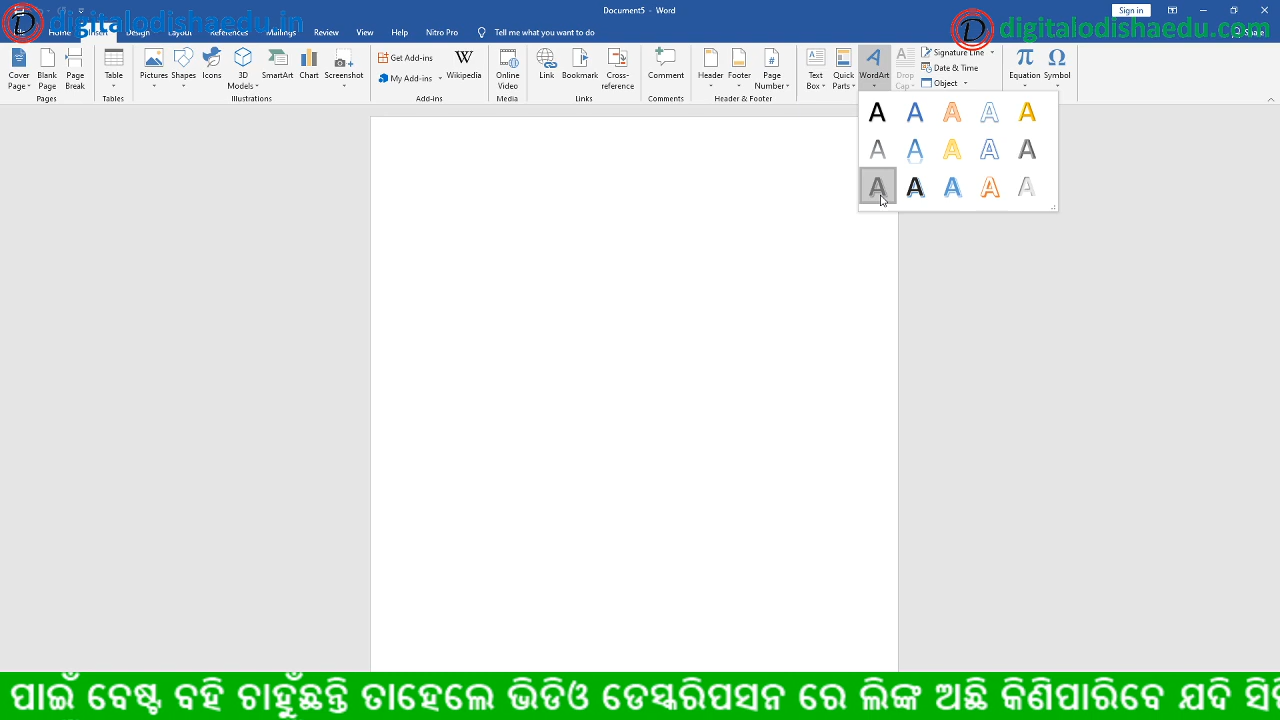 digitalodishaedu.in
Document5 - Word
Sign in
digitalodishaedu.com
Home Insert Design Layout References Mailings Review View Help Nitro Pro Tell me what you want to do Share
Cover Page Blank Page Page Break
Pages
Table
Tables
Pictures Shapes Icons 3D Models SmartArt Chart Screenshot
Illustrations
Get Add-ins
My Add-ins
Wikipedia
Add-ins
Online Video
Media
Link Bookmark Cross-reference
Links
Comment
Comments
Header Footer Page Number
Header & Footer
Text Box Quick Parts WordArt Drop Cap
Signature Line
Date & Time
Object
Equation Symbol
A A A A A
A A A A A
A A A A A
ପାଇଁ ବେଷ୍ଟ ବହି ଚାହୁଁଛନ୍ତି ତାହେଲେ ଭିଡିଓ ଡେସ୍କରିପସନ ରେ ଲିଙ୍କ ଅଛି କିଣିପାରିବେ ଯଦି